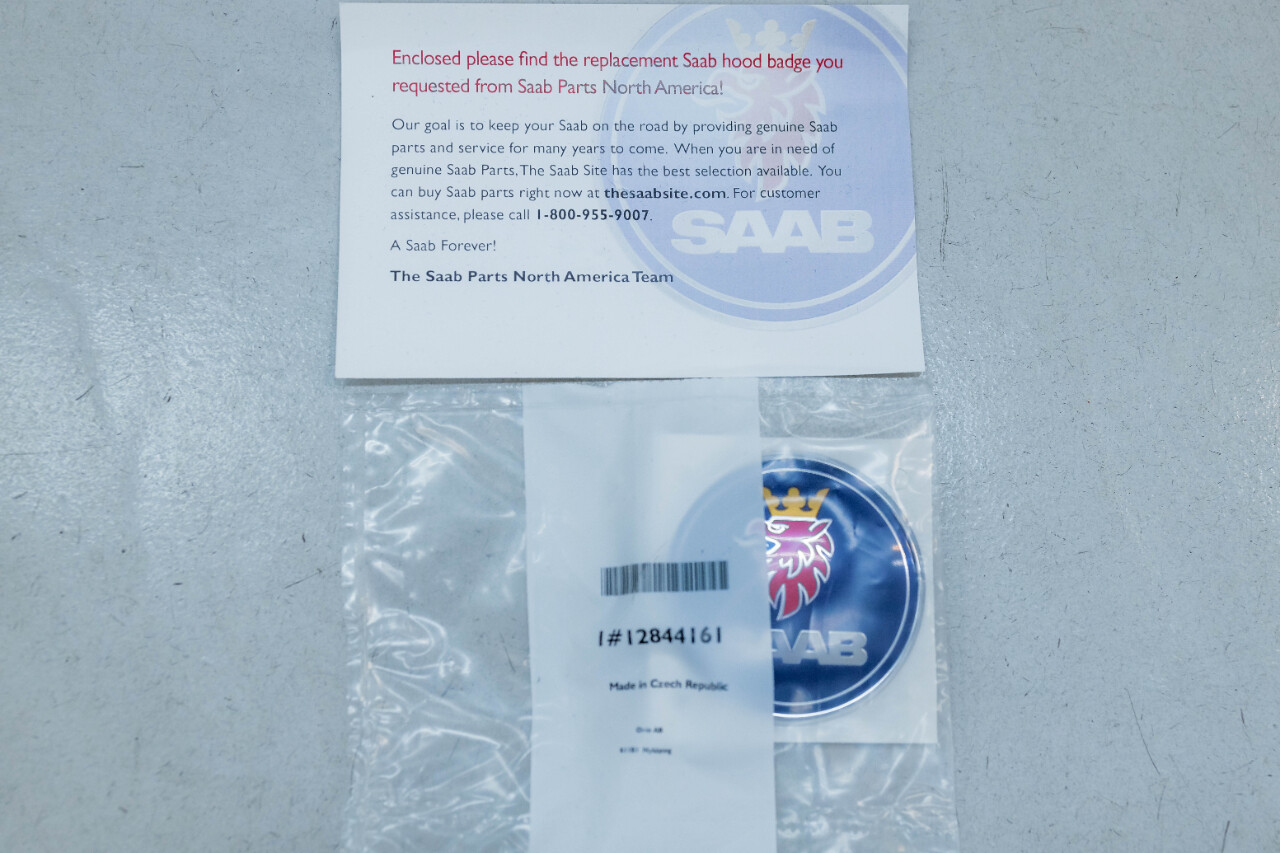 Enclosed please find the replacement Saab hood badge you
requested from Saab Parts North America!
Our goal is to keep your Saab on the road by providing genuine Saab
parts and service for many years to come. When you are in need of
genuine Saab Parts, The Saab Site has the best selection available. You
can buy Saab parts right now at thesaabsite.com. For customer
assistance, please call 1-800-955-9007.
SAAB
A Saab Forever!
The Saab Parts North America Team
1#12844161
AAB
Made in Czech Republic